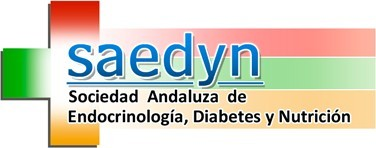 saedyn
Sociedad Andaluza de
Endocrinología, Diabetes y Nutrición